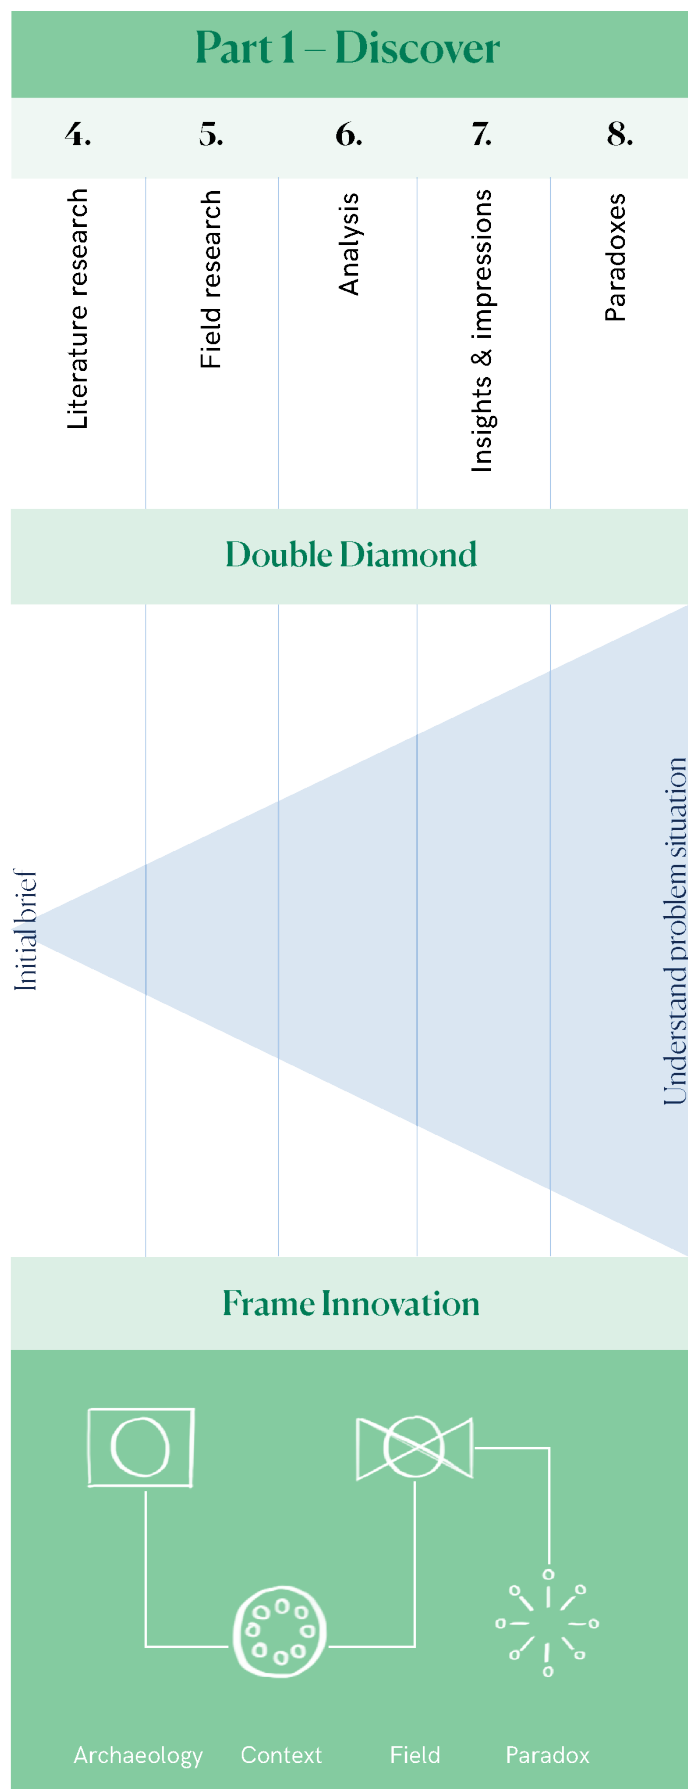 Part 1 – Discover
4.
5.
6.
7.
8.
Literature research
Field research
Analysis
Insights & impressions
Paradoxes
Double Diamond
Initial brief
Understand problem situation
Frame Innovation
Archaeology
Context
Field
Paradox